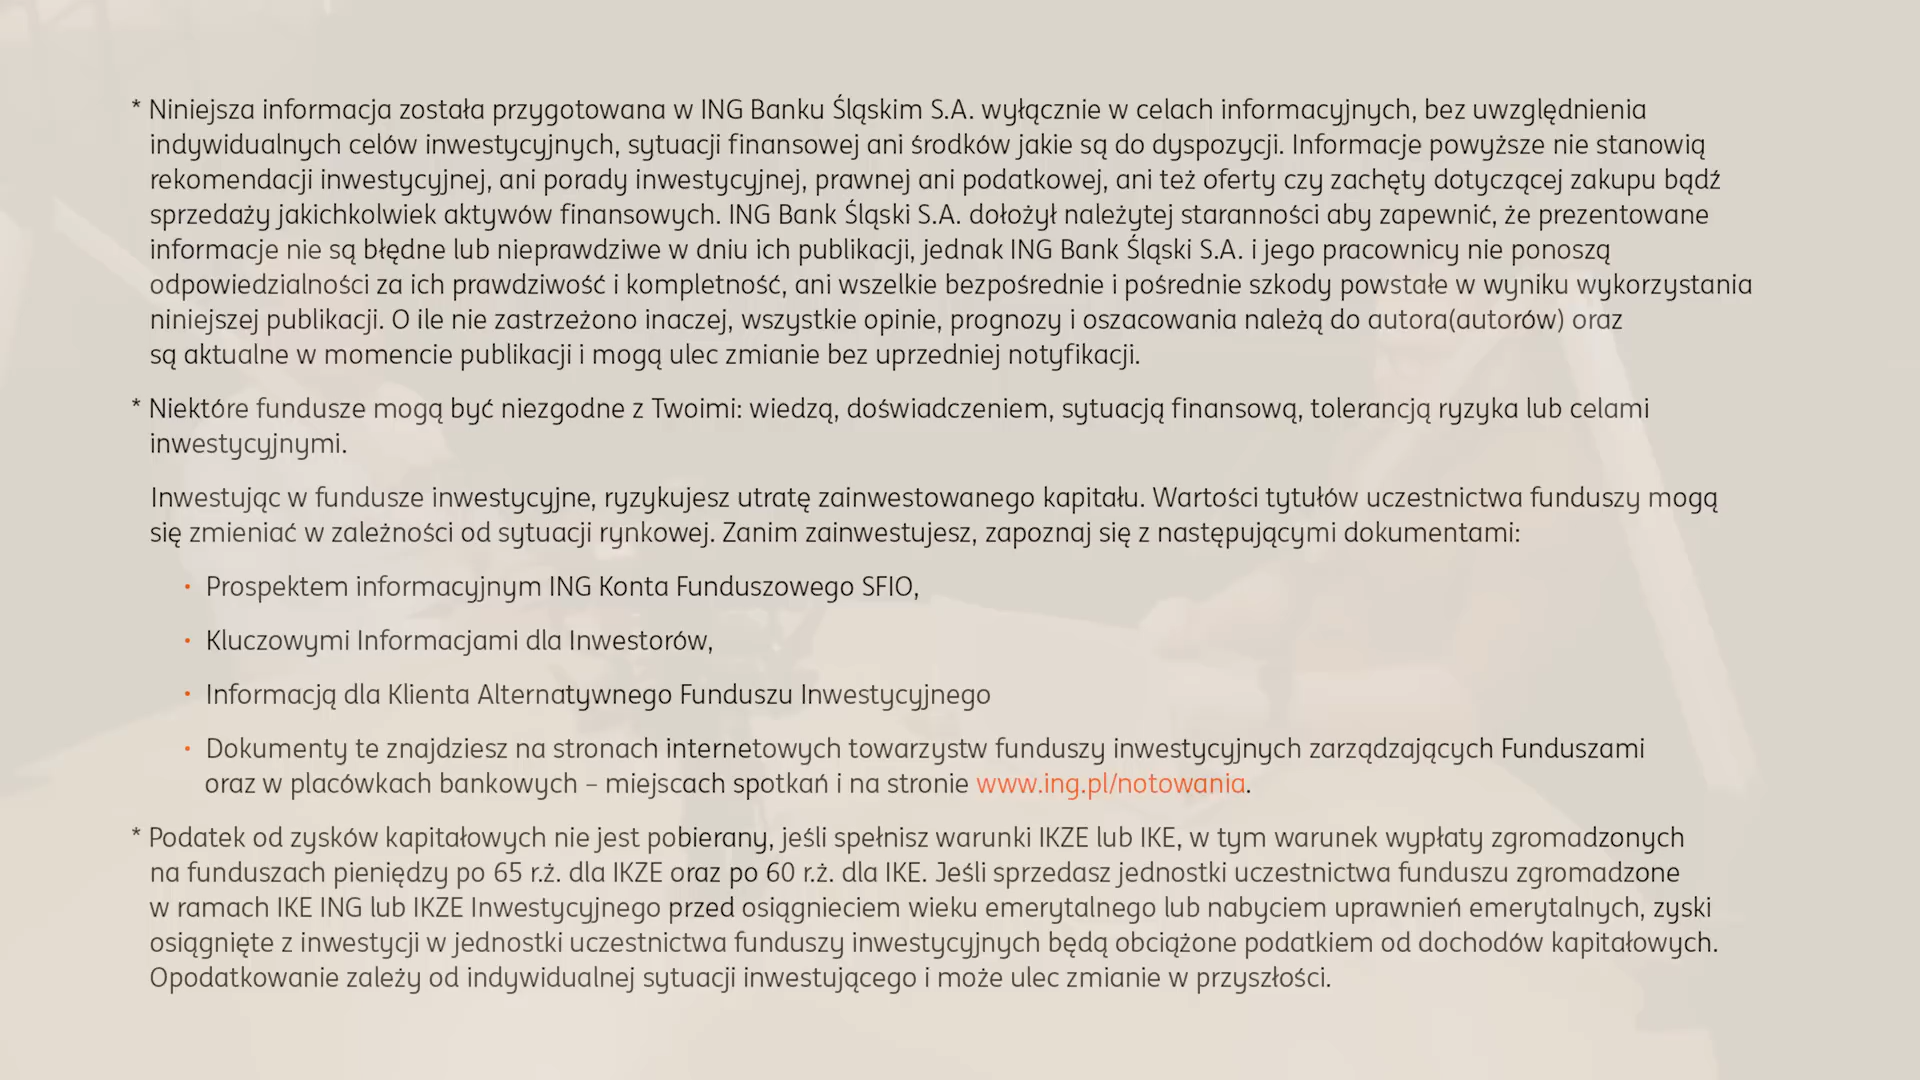 * Niniejsza informacja została przygotowana w ING Banku Śląskim S.A. wyłącznie w celach informacyjnych, bez uwzględnienia
indywidualnych celów inwestycyjnych, sytuacji finansowej ani środków jakie są do dyspozycji. Informacje powyższe nie stanowią
rekomendacji inwestycyjnej, ani porady inwestycyjnej, prawnej ani podatkowej, ani też oferty czy zachęty dotyczącej zakupu bądź
sprzedaży jakichkolwiek aktywów finansowych. ING Bank Śląski S.A. dołożył należytej staranności aby zapewnić, że prezentowane
informacje nie są błędne lub nieprawdziwe w dniu ich publikacji, jednak ING Bank Śląski S.A. i jego pracownicy nie ponoszą
odpowiedzialności za ich prawdziwość i kompletność, ani wszelkie bezpośrednie i pośrednie szkody powstałe w wyniku wykorzystania
niniejszej publikacji. O ile nie zastrzeżono inaczej, wszystkie opinie, prognozy i oszacowania należą do autora(autorów) oraz
są aktualne w momencie publikacji i mogą ulec zmianie bez uprzedniej notyfikacji.
* Niektóre fundusze mogą być niezgodne z Twoimi: wiedzą, doświadczeniem, sytuacją finansową, tolerancją ryzyka lub celami
inwestycyjnymi.
Inwestując w fundusze inwestycyjne, ryzykujesz utratę zainwestowanego kapitału. Wartości tytułów uczestnictwa funduszy mogą
się zmieniać w zależności od sytuacji rynkowej. Zanim zainwestujesz, zapoznaj się z następującymi dokumentami:
• Prospektem informacyjnym ING Konta Funduszowego SFIO,
• Kluczowymi Informacjami dla Inwestorów,
• Informacją dla Klienta Alternatywnego Funduszu Inwestycyjnego
• Dokumenty te znajdziesz na stronach internetowych towarzystw funduszy inwestycyjnych zarządzających Funduszami
oraz w placówkach bankowych – miejscach spotkań i na stronie www.ing.pl/notowania.
* Podatek od zysków kapitałowych nie jest pobierany, jeśli spełnisz warunki IKZE lub IKE, w tym warunek wypłaty zgromadzonych
na funduszach pieniędzy po 65 r.ż. dla IKZE oraz po 60 r.ż. dla IKE. Jeśli sprzedasz jednostki uczestnictwa funduszu zgromadzone
w ramach IKE ING lub IKZE Inwestycyjnego przed osiągnieciem wieku emerytalnego lub nabyciem uprawnień emerytalnych, zyski
osiągnięte z inwestycji w jednostki uczestnictwa funduszy inwestycyjnych będą obciążone podatkiem od dochodów kapitałowych.
Opodatkowanie zależy od indywidualnej sytuacji inwestującego i może ulec zmianie w przyszłości.